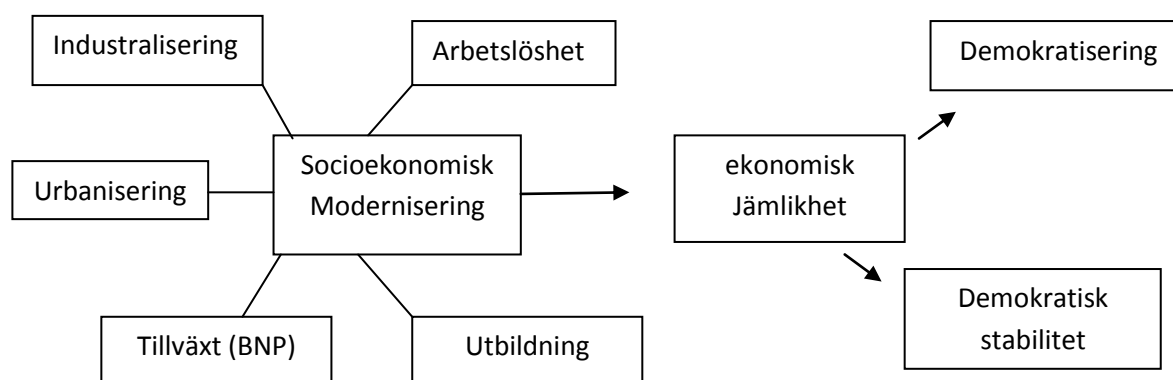 Industralisering
Arbetslöshet
Demokratisering
Socioekonomisk
Modernisering
ekonomisk
Jämlikhet
Urbanisering
Tillväxt (BNP)
Utbildning
Demokratisk
stabilitet